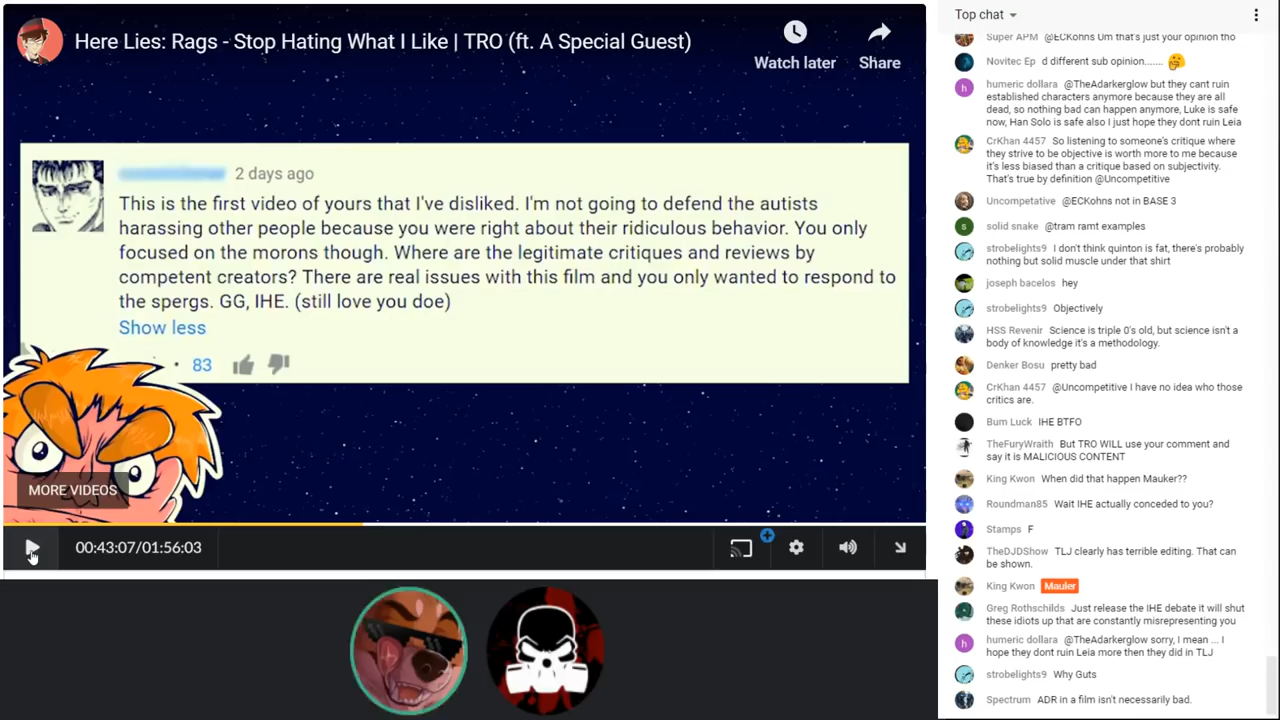 Here Lies: Rags - Stop Hating What I Like | TRO (ft. A Special Guest)
Watch later
Share
2 days ago
This is the first video of yours that I've disliked. I'm not going to defend the autists
harassing other people because you were right about their ridiculous behavior. You only
focused on the morons though. Where are the legitimate critiques and reviews by
competent creators? There are real issues with this film and you only wanted to respond to
the spergs. GG, IHE. (still love you doe)
Show less
83
MORE VIDEOS
00:43:07/01:56:03
Top chat
Super APM @ECKohns Um that's just your opinion tho
Novitec Ep d different sub opinion.......
humeric dollara @TheAdarkerglow but they cant ruin
established characters anymore because they are all
dead, so nothing bad can happen anymore, Luke is safe
now, Han Solo is safe also I just hope they dont ruin Leia
CrKhan 4457 So listening to someone's critique where
they strive to be objective is worth more to me because
it's less biased than a critique based on subjectivity.
That's true by definition @Uncompetitive
Uncompetative @ECKohns not in BASE 3
solid snake @tram ramt examples
strobelights9 I don't think quinton is fat, there's probably
nothing but solid muscle under that shirt
joseph bacelos hey
strobelights9 Objectively
HSS Revenir Science is triple 0's old, but science isn't a
body of knowledge it's a methodology.
Denker Bosu pretty bad
CrKhan 4457 @Uncompetitive I have no idea who those
critics are.
Bum Luck IHE BTFO
TheFuryWraith But TRO WILL use your comment and
say it is MALICIOUS CONTENT
King Kwon When did that happen Mauker??
Roundman85 Wait IHE actually conceded to you?
Stamps F
TheDJDShow TLJ clearly has terrible editing. That can
be shown.
King Kwon Mauler
Greg Rothschilds Just release the IHE debate it will shut
these idiots up that are constantly misrepresenting you
humeric dollara @TheAdarkerglow sorry, I mean ... I
hope they dont ruin Leia more then they did in TLJ
strobelights9 Why Guts
Spectrum ADR in a film isn't necessarily bad.